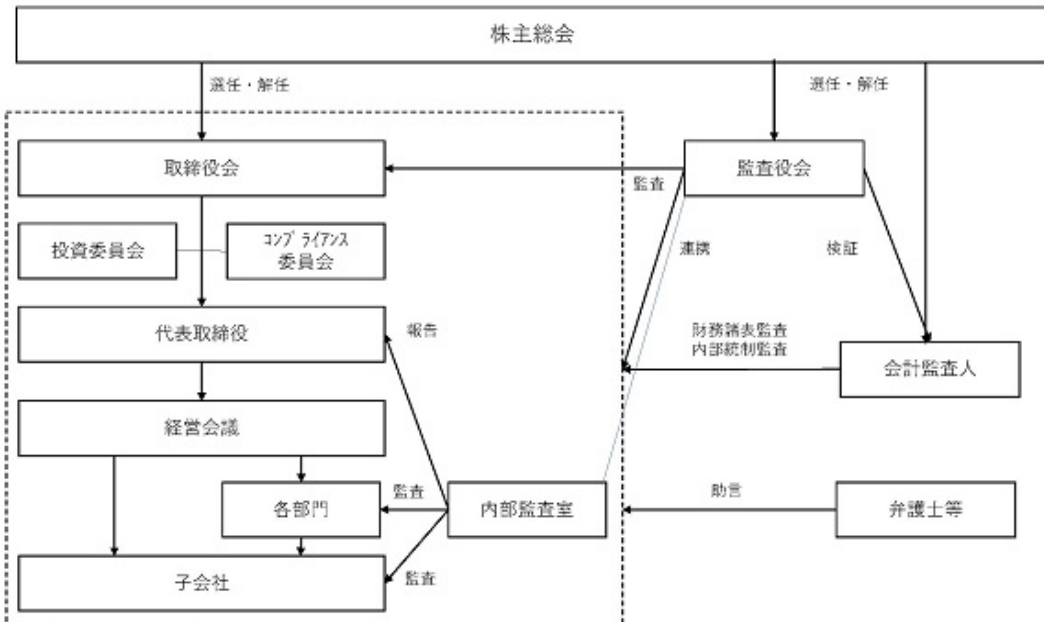 株主総会
選任・解任
選任・解任
取締役会
監査
監査役会
投資委員会
ｺﾝﾌﾟﾗｲｱﾝｽ
委員会
連携
検証
代表取締役
報告
財務諸表監査
内部統制監査
会計監査人
経営会議
各部門
監査
内部監査室
助言
弁護士等
子会社
監査